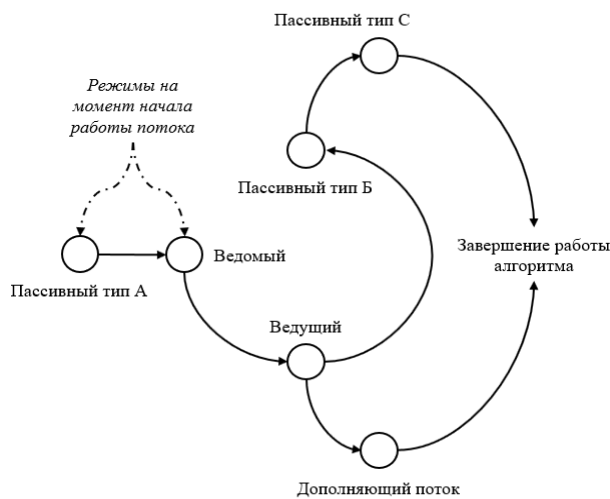 Пассивный тип С
Режимы на
момент начала
работы потока
Пассивный тип Б
Ведомый
Завершение работы
алгоритма
Пассивный тип А
Ведущий
Дополняющий поток